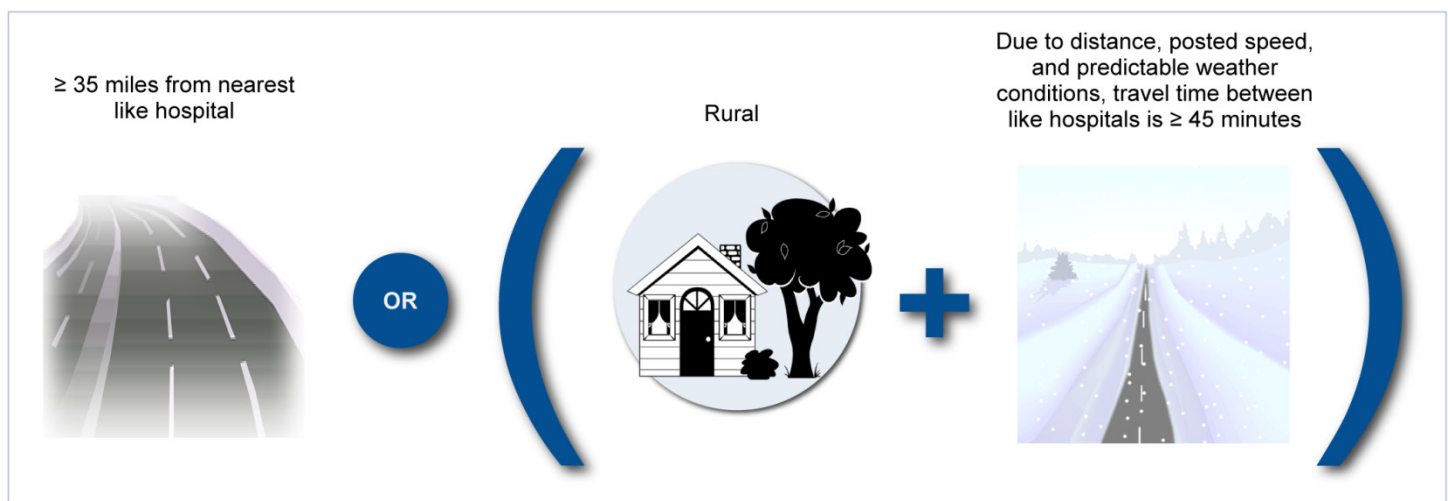 ≥ 35 miles from nearest
like hospital
OR
Rural
Due to distance, posted speed,
and predictable weather
conditions, travel time between
like hospitals is ≥ 45 minutes